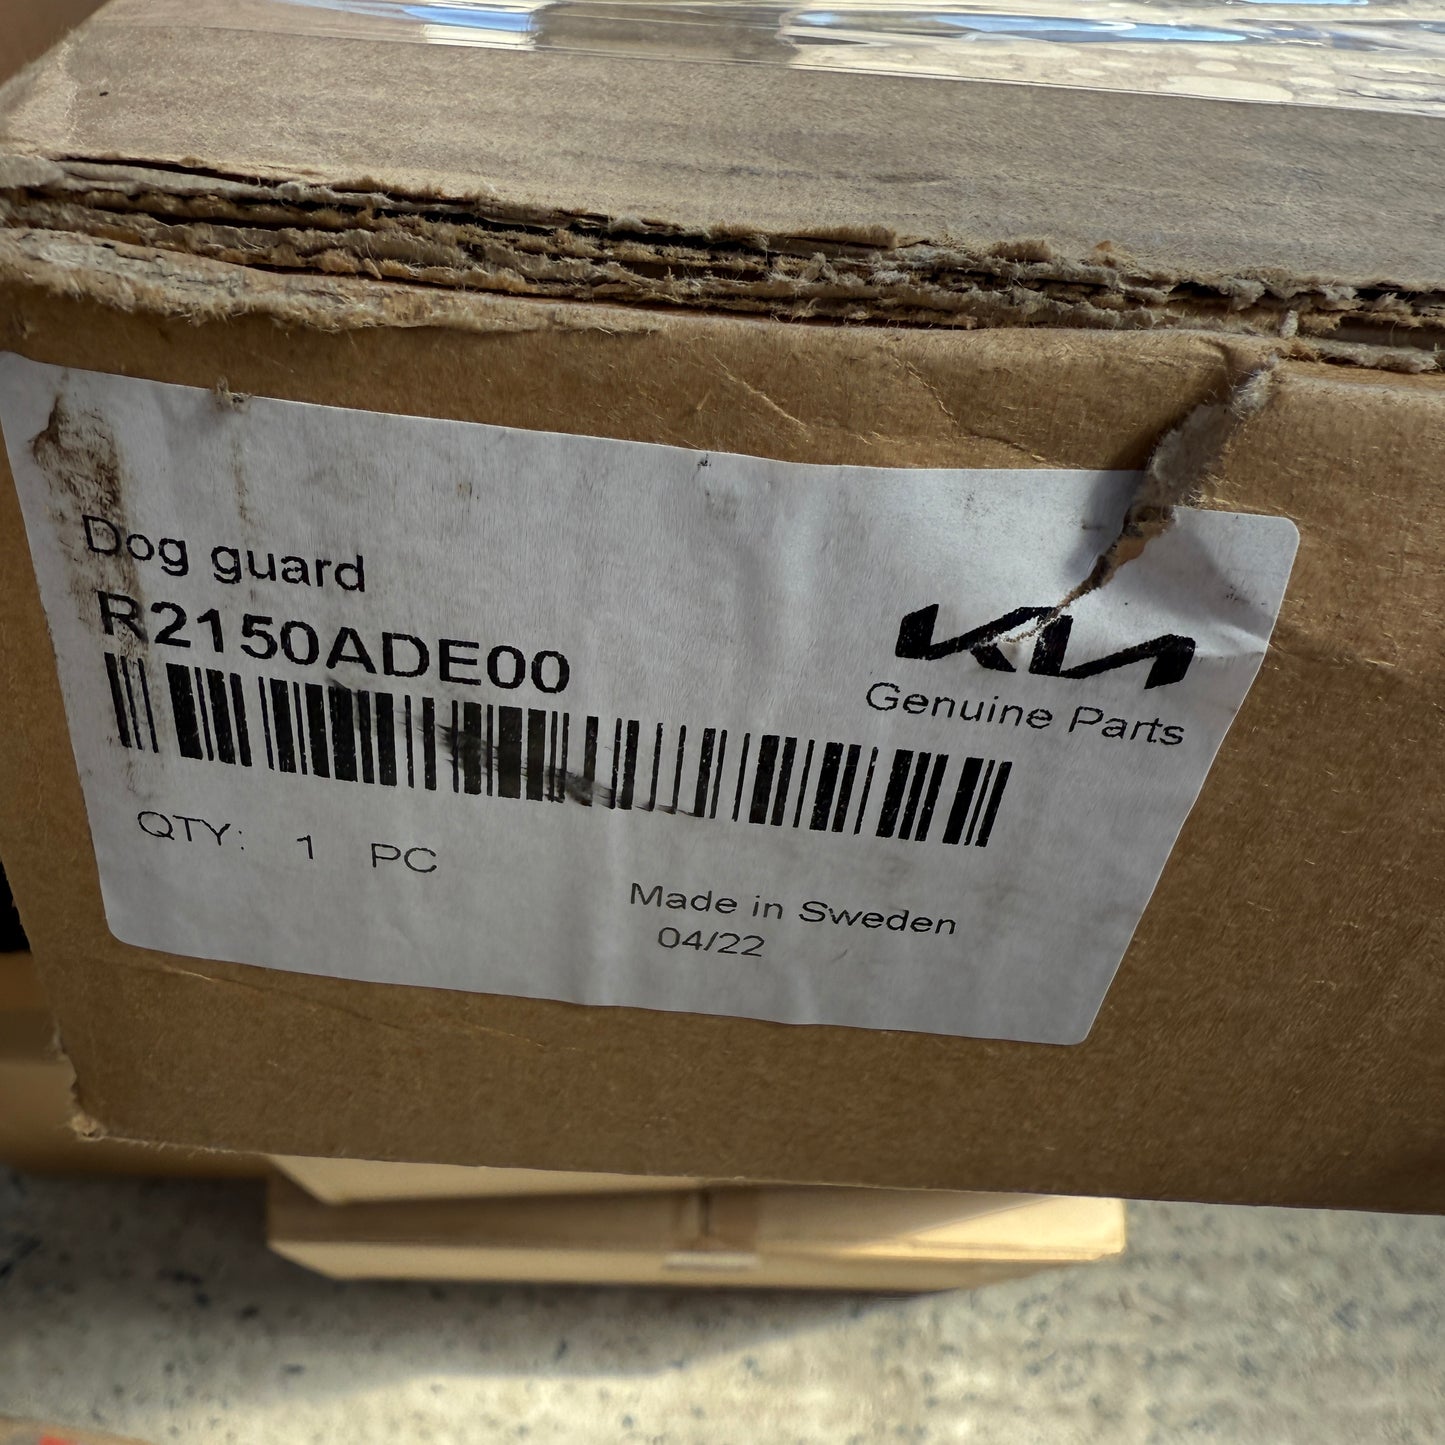 Dog guard
R2150ADE00
KIA
Genuine Parts
QTY: 1 PC
Made in Sweden
04/22